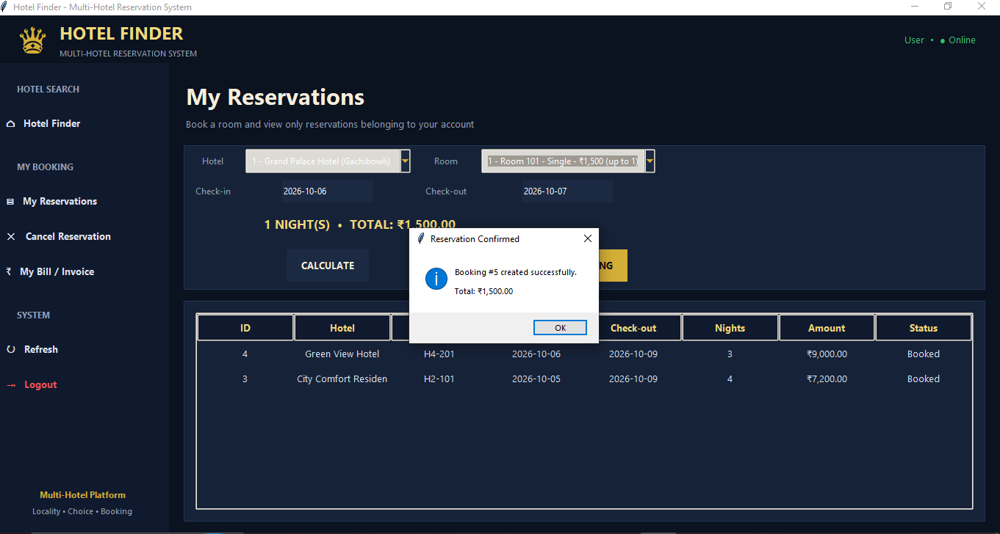 Hotel Finder - Multi-Hotel Reservation System
HOTEL FINDER
MULTI-HOTEL RESERVATION SYSTEM
User • ● Online
HOTEL SEARCH
Hotel Finder
MY BOOKING
My Reservations
Cancel Reservation
₹ My Bill / Invoice
SYSTEM
Refresh
Logout
Multi-Hotel Platform
Locality • Choice • Booking
My Reservations
Book a room and view only reservations belonging to your account
Hotel 1 - Grand Palace Hotel (Gachibowli) Room 1 - Room 101 - Single - ₹1,500 (up to 1)
Check-in 2026-10-06 Check-out 2026-10-07
1 NIGHT(S) • TOTAL: ₹1,500.00
CALCULATE NG
Reservation Confirmed
Booking #5 created successfully.
Total: ₹1,500.00
OK
ID Hotel Check-out Nights Amount Status
4 Green View Hotel H4-201 2026-10-06 2026-10-09 3 ₹9,000.00 Booked
3 City Comfort Residen H2-101 2026-10-05 2026-10-09 4 ₹7,200.00 Booked